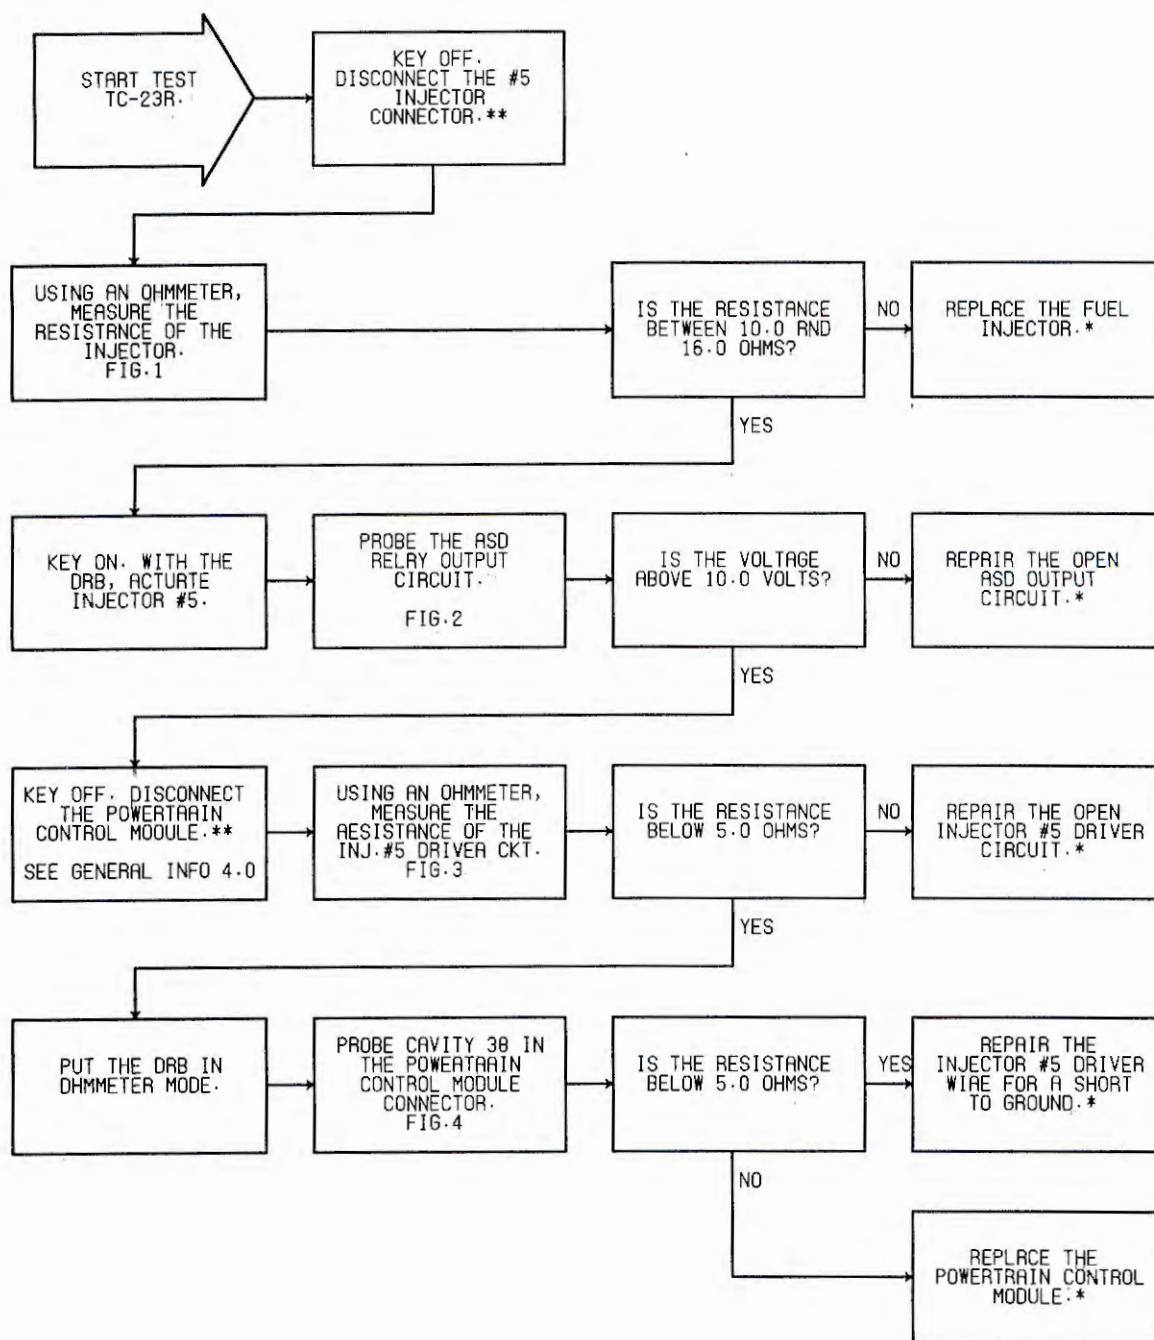 START TEST
TC-23R.
KEY OFF.
DISCONNECT THE #5
INJECTOR
CONNECTOR.**
USING AN OHMMETER,
MEASURE THE
RESISTANCE OF THE
INJECTOR.
FIG.1
IS THE RESISTANCE
BETWEEN 10.0 AND
16.0 OHMS?
NO
REPLACE THE FUEL
INJECTOR.*
YES
KEY ON. WITH THE
DRB, ACTUATE
INJECTOR #5.
PROBE THE ASD
RELAY OUTPUT
CIRCUIT.
FIG.2
IS THE VOLTAGE
ABOVE 10.0 VOLTS?
NO
REPAIR THE OPEN
ASD OUTPUT
CIRCUIT.*
YES
KEY OFF. DISCONNECT
THE POWERTRAIN
CONTROL MODULE.**
SEE GENERAL INFO 4.0
USING AN OHMMETER,
MEASURE THE
RESISTANCE OF THE
INJ.#5 DRIVER CKT.
FIG.3
IS THE RESISTANCE
BELOW 5.0 OHMS?
NO
REPAIR THE OPEN
INJECTOR #5 DRIVER
CIRCUIT.*
YES
PUT THE DRB IN
OHMMETER MODE.
PROBE CAVITY 38 IN
THE POWERTRAIN
CONTROL MODULE
CONNECTOR.
FIG.4
IS THE RESISTANCE
BELOW 5.0 OHMS?
YES
REPAIR THE
INJECTOR #5 DRIVER
WIRE FOR A SHORT
TO GROUND.*
NO
REPLACE THE
POWERTRAIN CONTROL
MODULE.*